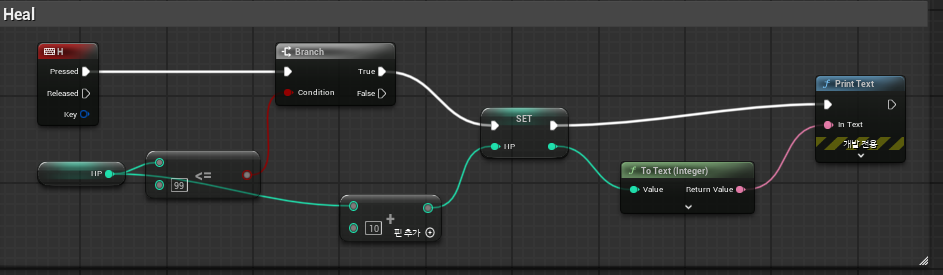 Heal
H
Pressed
Released
Key
Branch
True
Condition
False
SET
HP
HP
<=
99
+
10
핀 추가
To Text (Integer)
Value
Return Value
Print Text
In Text
개발 전용